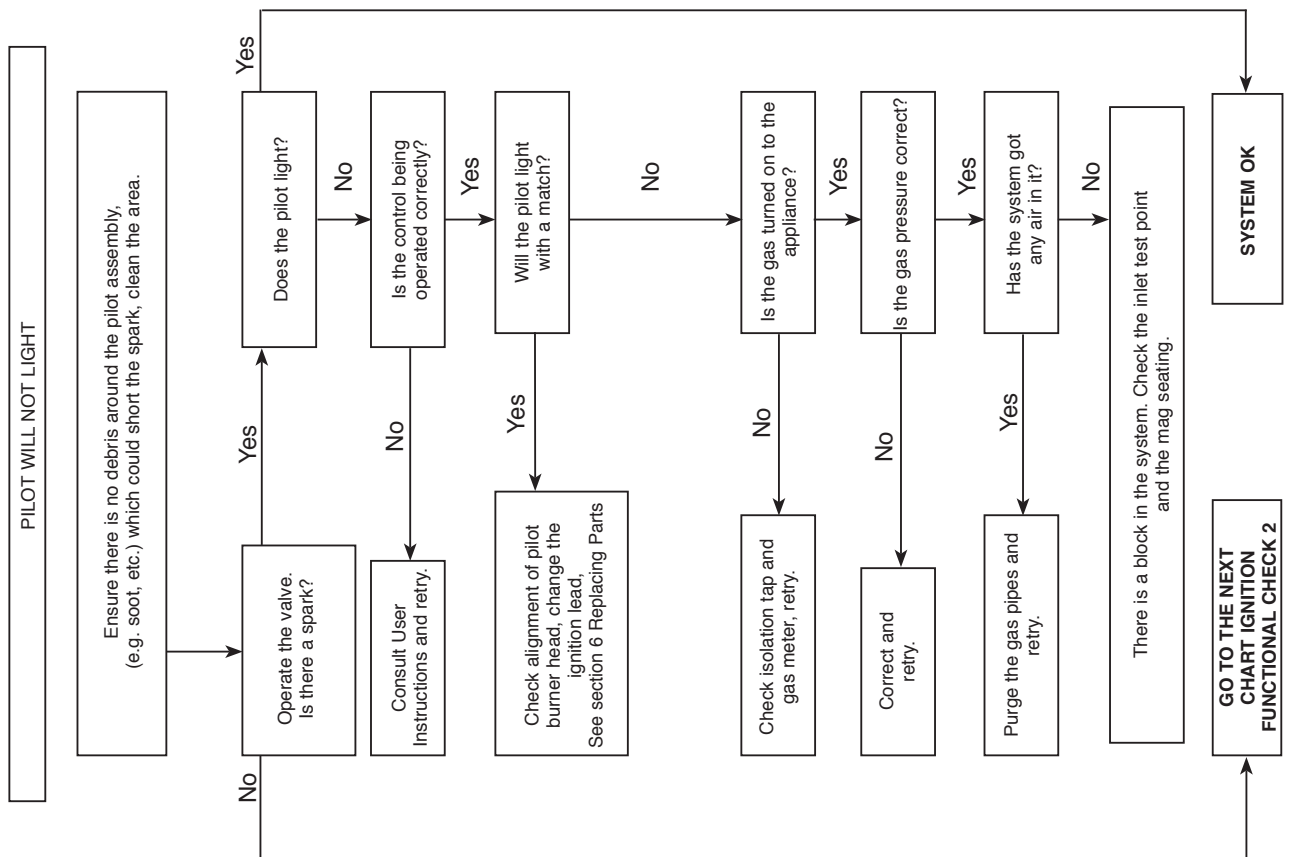 PILOT WILL NOT LIGHT
Ensure there is no debris around the pilot assembly,
(e.g. soot, etc.) which could short the spark, clean the area.
Operate the valve.
Is there a spark?
No
Yes
Does the pilot light?
Yes
No
Is the control being
operated correctly?
No
Consult User
Instructions and retry.
Yes
Will the pilot light
with a match?
Yes
Check alignment of pilot
burner head, change the
ignition lead,
See section 6 Replacing Parts
No
Is the gas turned on to the
appliance?
No
Check isolation tap and
gas meter, retry.
Yes
Is the gas pressure correct?
No
Correct and
retry.
Yes
Has the system got
any air in it?
Yes
Purge the gas pipes and
retry.
No
There is a block in the system. Check the inlet test point
and the mag seating.
GO TO THE NEXT
CHART IGNITION
FUNCTIONAL CHECK 2
SYSTEM OK